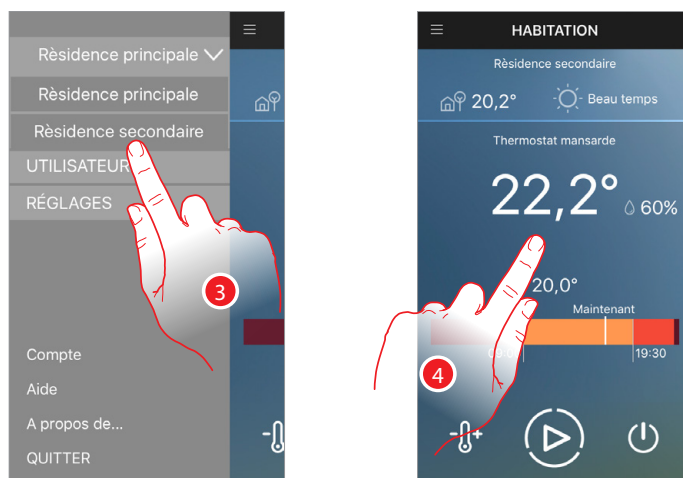 Rèsidence principale
Rèsidence principale
Rèsidence secondaire
UTILISATEUR
RÉGLAGES
3
Compte
Aide
A propos de...
QUITTER
HABITATION
Rèsidence secondaire
20,2°
Beau temps
Thermostat mansarde
22,2°
60%
20,0°
Maintenant
19:30
4